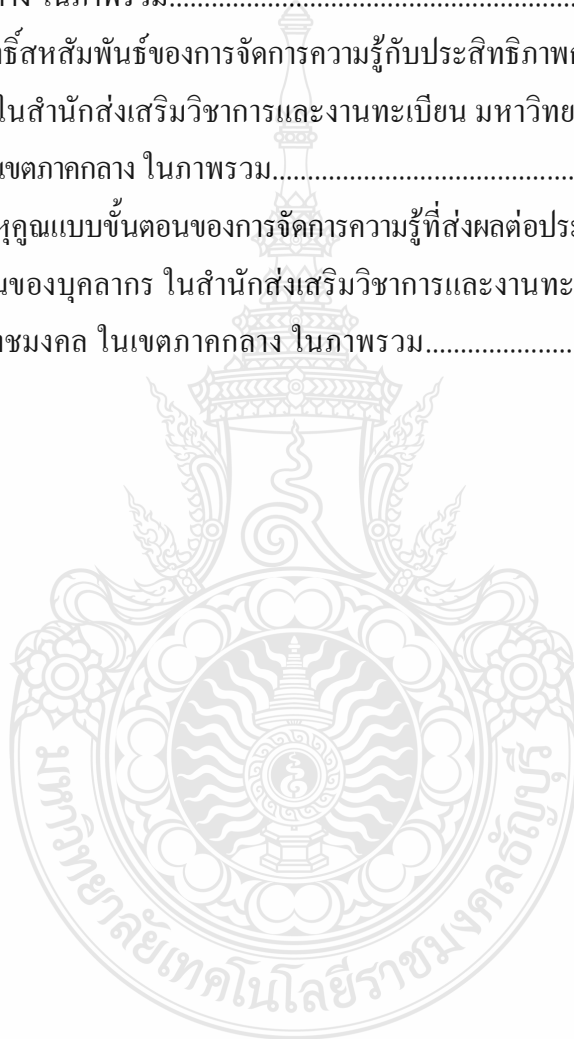 ในภาพรวม................................................
ธิ์สหสัมพันธ์ของการจัดการความรู้กับประสิทธิภาพ
ในสำนักส่งเสริมวิชาการและงานทะเบียน มหาวิทย
นเขตภาคกลาง ในภาพรวม.......................................
หุคูณแบบขั้นตอนของการจัดการความรู้ที่ส่งผลต่อประ
นของบุคลากร ในสำนักส่งเสริมวิชาการและงานทะ
าชมงคล ในเขตภาคกลาง ในภาพรวม....................
มหาวิทยาลัยเทคโนโลยีราชมงคลธัญบุรี